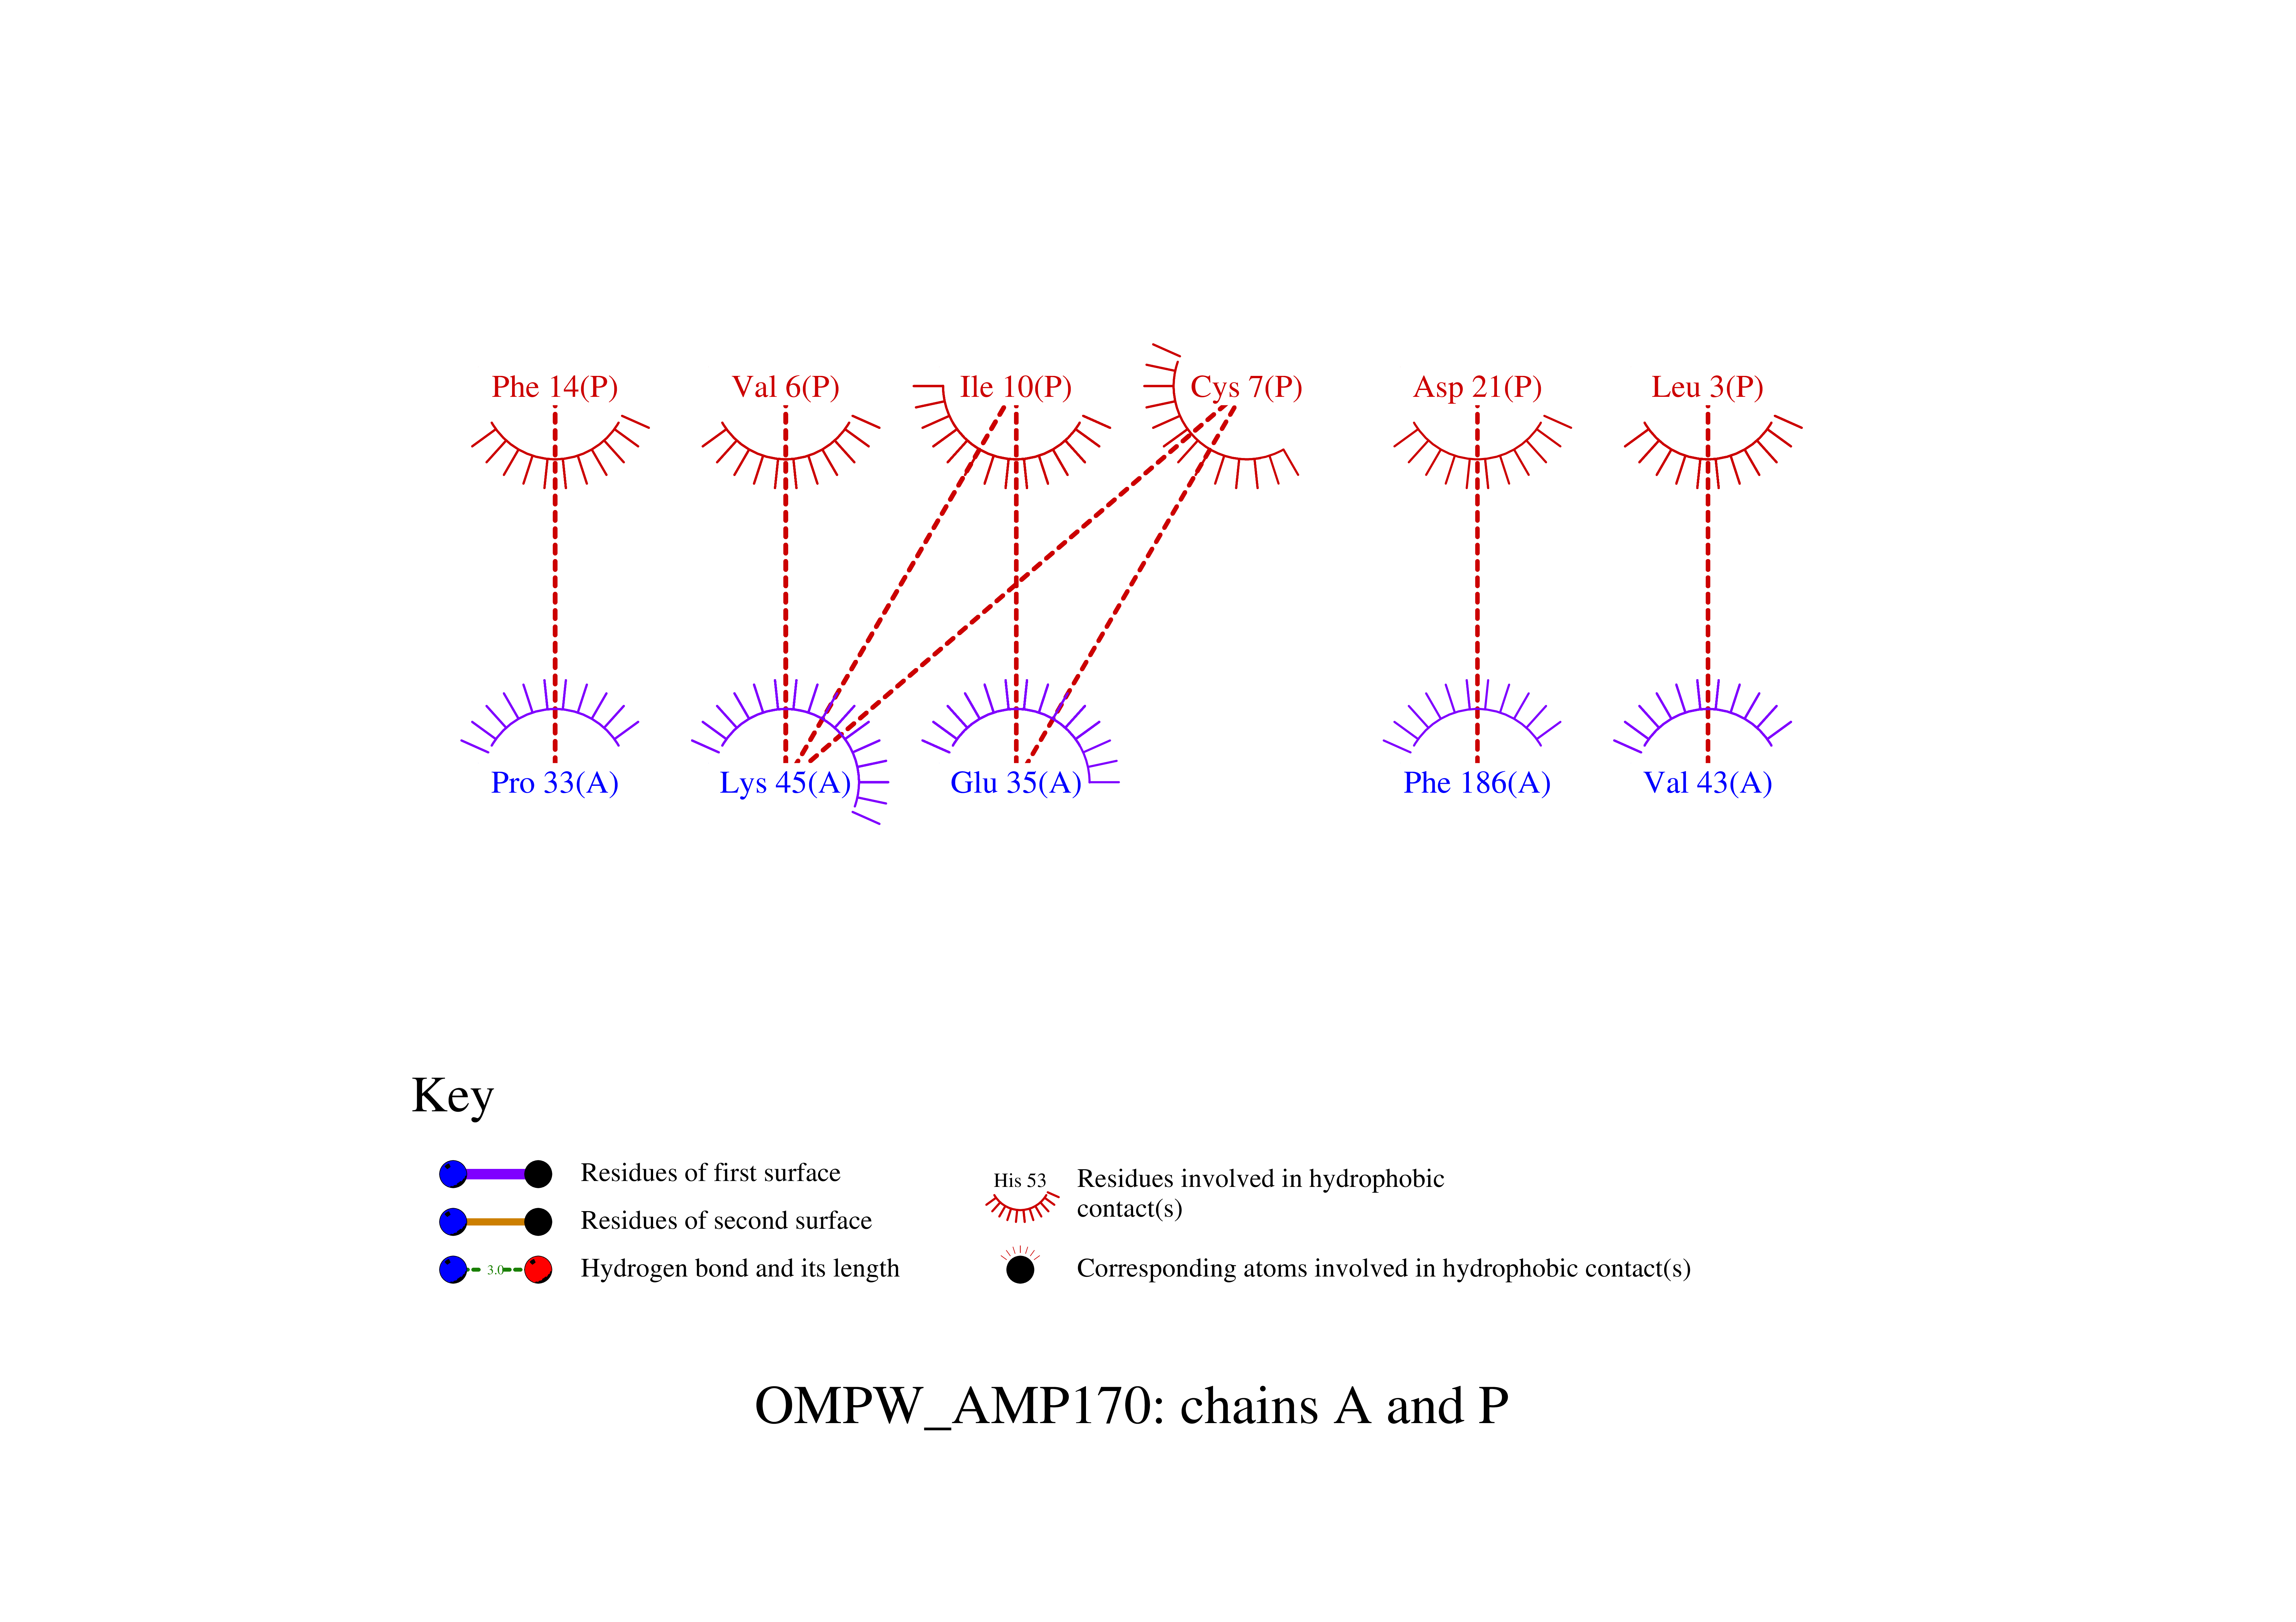 Phe 14(P) Val 6(P) Ile 10(P) Cys 7(P) Asp 21(P) Leu 3(P)
Pro 33(A) Lys 45(A) Glu 35(A) Phe 186(A) Val 43(A)
Key
Residues of first surface
Residues of second surface
3.0 Hydrogen bond and its length
His 53 Residues involved in hydrophobic
contact(s)
Corresponding atoms involved in hydrophobic contact(s)
OMPW_AMP170: chains A and P